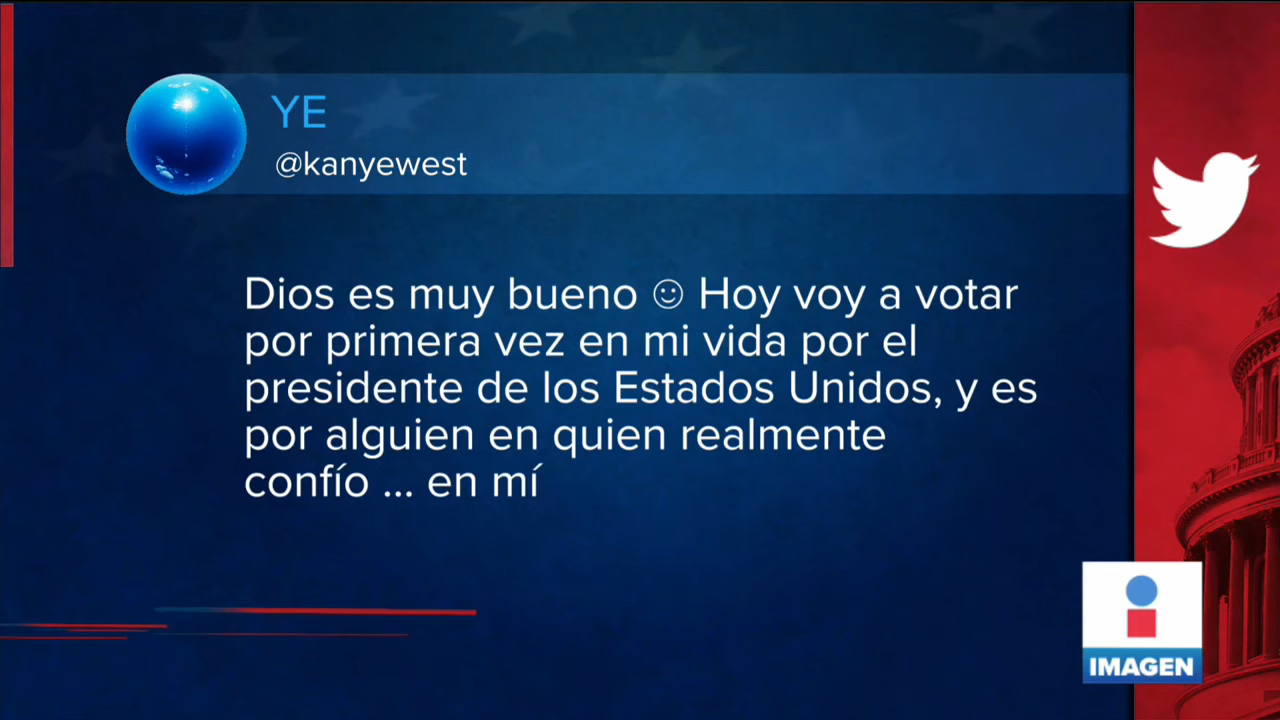 YE
@kanyewest
Dios es muy bueno ☺ Hoy voy a votar
por primera vez en mi vida por el
presidente de los Estados Unidos, y es
por alguien en quien realmente
confío ... en mí
IMAGEN